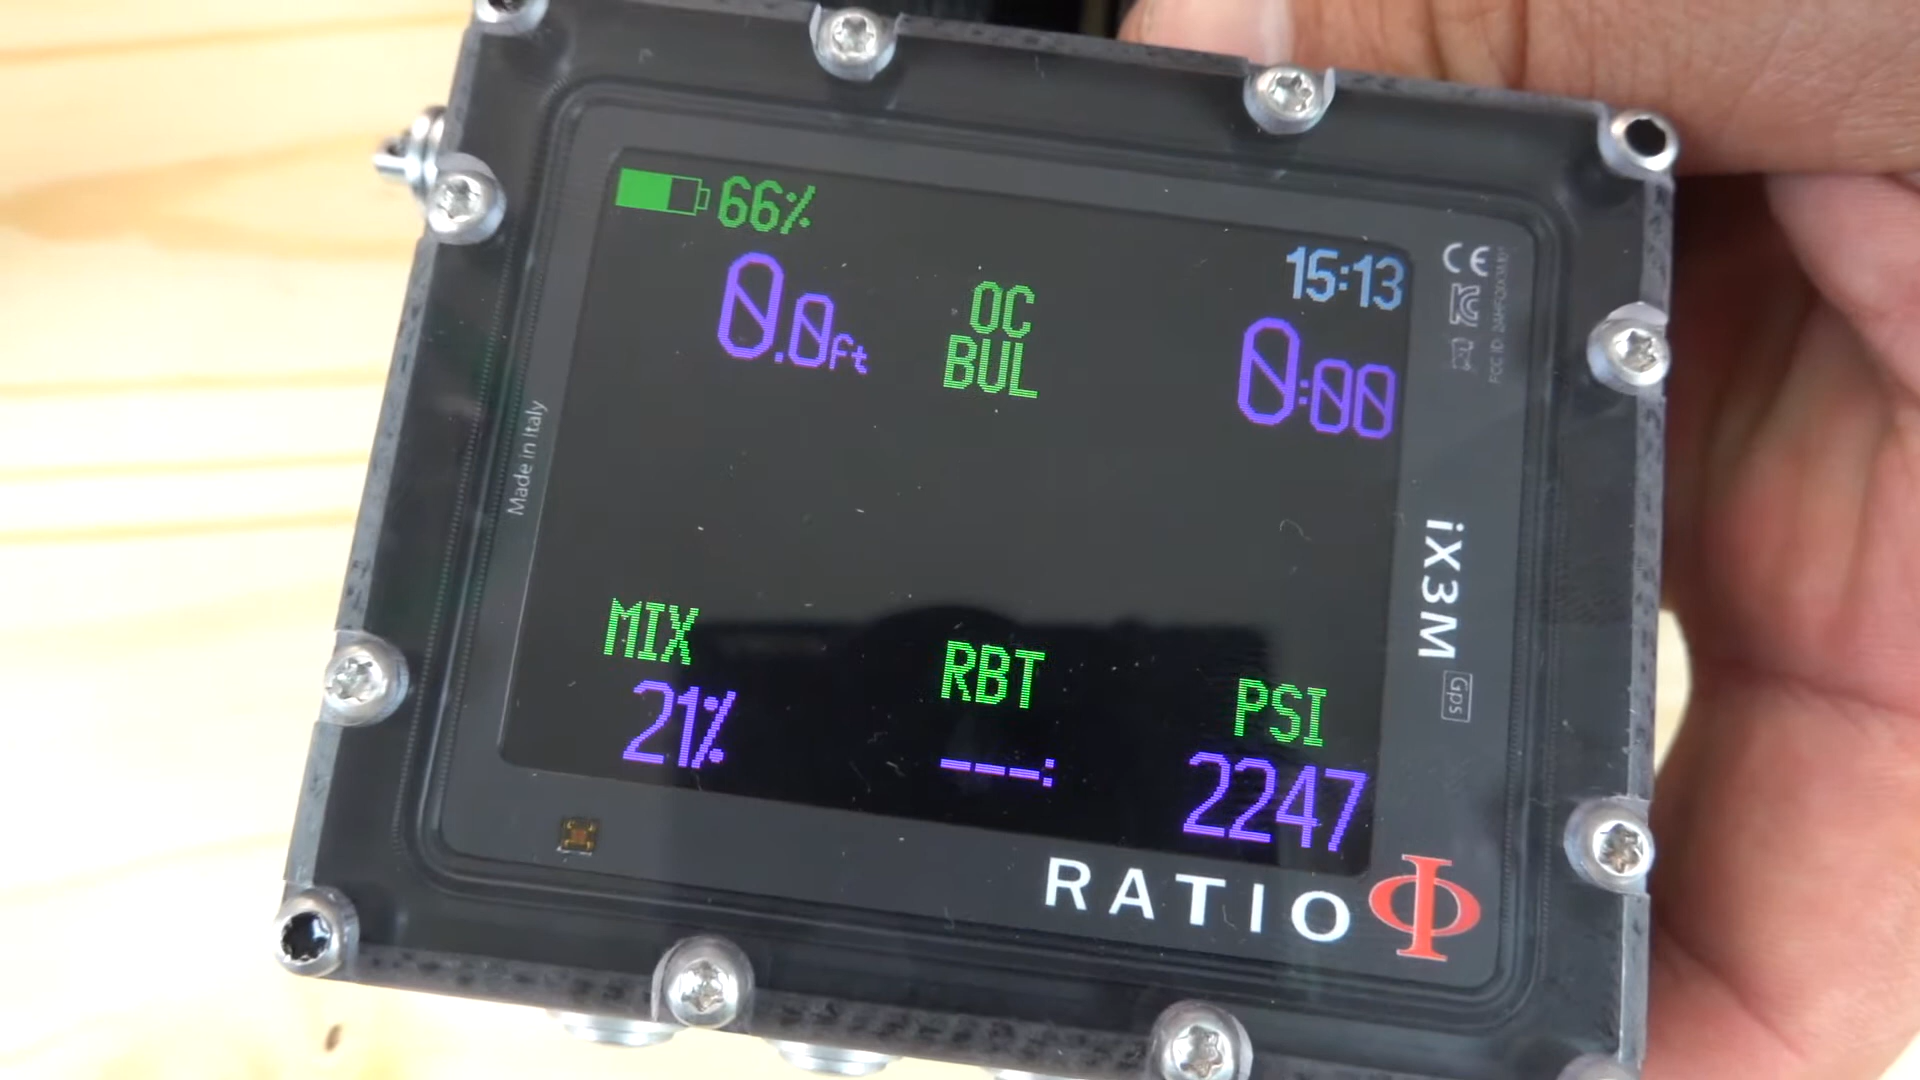 66%
15:13
0.0ft
OC
BUL
0:00
Made in Italy
CE
iX3M
Gps
MIX
21%
RBT
---:
PSI
2247
RATIO